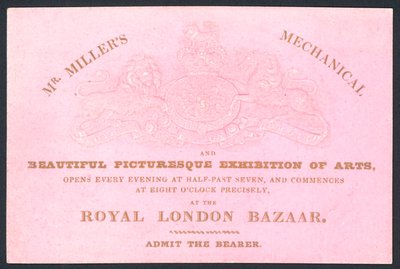 MR. MILLER'S MECHANICAL
AND
BEAUTIFUL PICTURESQUE EXHIBITION OF ARTS,
OPENS EVERY EVENING AT HALF-PAST SEVEN, AND COMMENCES
AT EIGHT O'CLOCK PRECISELY,
AT THE
ROYAL LONDON BAZAAR.
ADMIT THE BEARER.